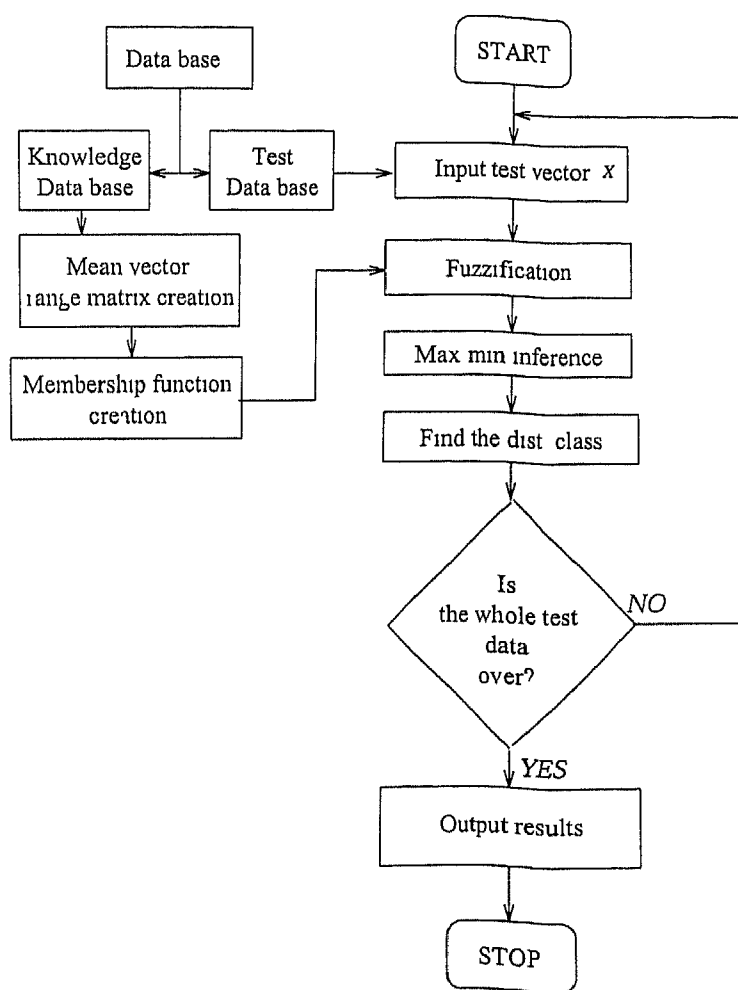 Data base
START
Knowledge
Data base
Test
Data base
Input test vector x
Mean vector
range matrix creation
Fuzzification
Max min inference
Membership function
creation
Find the dist class
Is
the whole test
data
over?
NO
YES
Output results
STOP